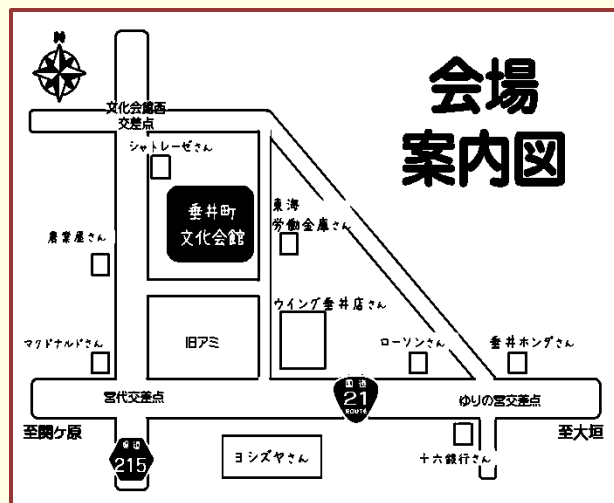 N
会場
案内図
文化会館西
交差点
シャトレーゼさん
垂井町
文化会館
東海
労働金庫さん
農業屋さん
ウイング垂井店さん
マクドナルドさん
旧アミ
ローソンさん
垂井ホンダさん
宮代交差点
国道
21
ROUTE
ゆりの宮交差点
至関ケ原
至大垣
県道
215
ヨシズヤさん
十六銀行さん